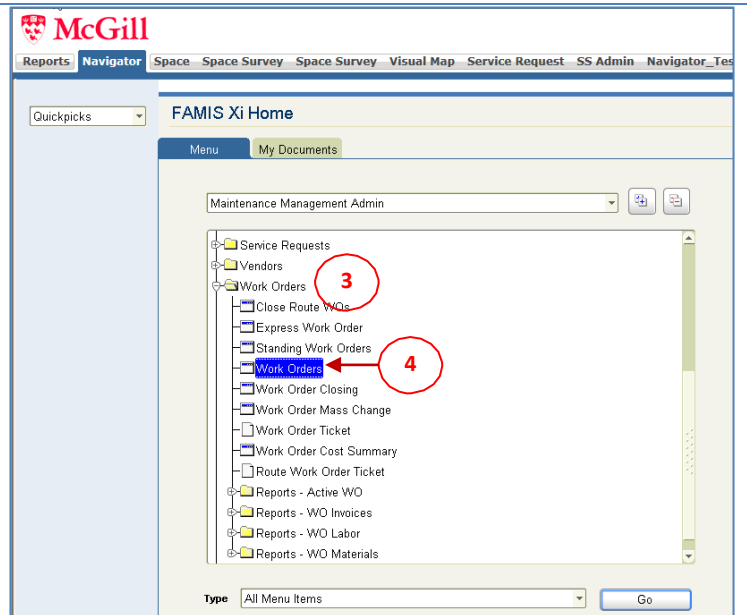 McGill
Reports Navigator Space Space Survey Space Survey Visual Map Service Request SS Admin Navigator_Tes
Quickpicks
FAMIS Xi Home
Menu My Documents
Maintenance Management Admin
Service Requests
Vendors
Work Orders 3
Close Route WOs
Express Work Order
Standing Work Orders
Work Orders 4
Work Order Closing
Work Order Mass Change
Work Order Ticket
Work Order Cost Summary
Route Work Order Ticket
Reports - Active WO
Reports - WO Invoices
Reports - WO Labor
Reports - WO Materials
Type All Menu Items Go